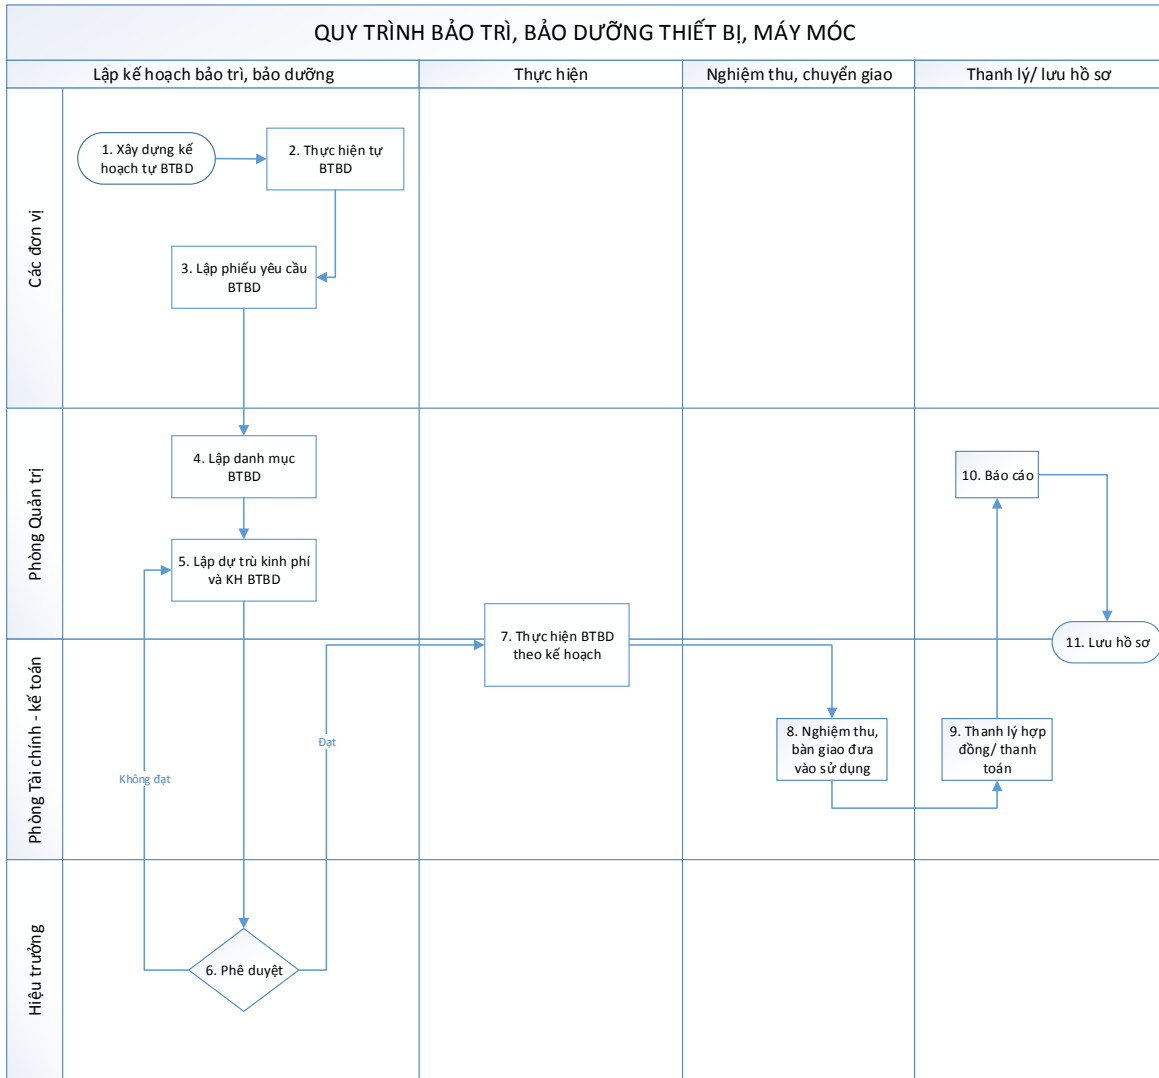 QUY TRÌNH BẢO TRÌ, BẢO DƯỠNG THIẾT BỊ, MÁY MÓC
Lập kế hoạch bảo trì, bảo dưỡng
Thực hiện
Nghiệm thu, chuyển giao
Thanh lý/ lưu hồ sơ
Các đơn vị
1. Xây dựng kế
hoạch tự BTBD
2. Thực hiện tự
BTBD
3. Lập phiếu yêu cầu
BTBD
Phòng Quản trị
4. Lập danh mục
BTBD
10. Báo cáo
5. Lập dự trù kinh phí
và KH BTBD
7. Thực hiện BTBD
theo kế hoạch
11. Lưu hồ sơ
Phòng Tài chính - kế toán
Đạt
Không đạt
8. Nghiệm thu,
bàn giao đưa
vào sử dụng
9. Thanh lý hợp
đồng/ thanh
toán
Hiệu trưởng
6. Phê duyệt